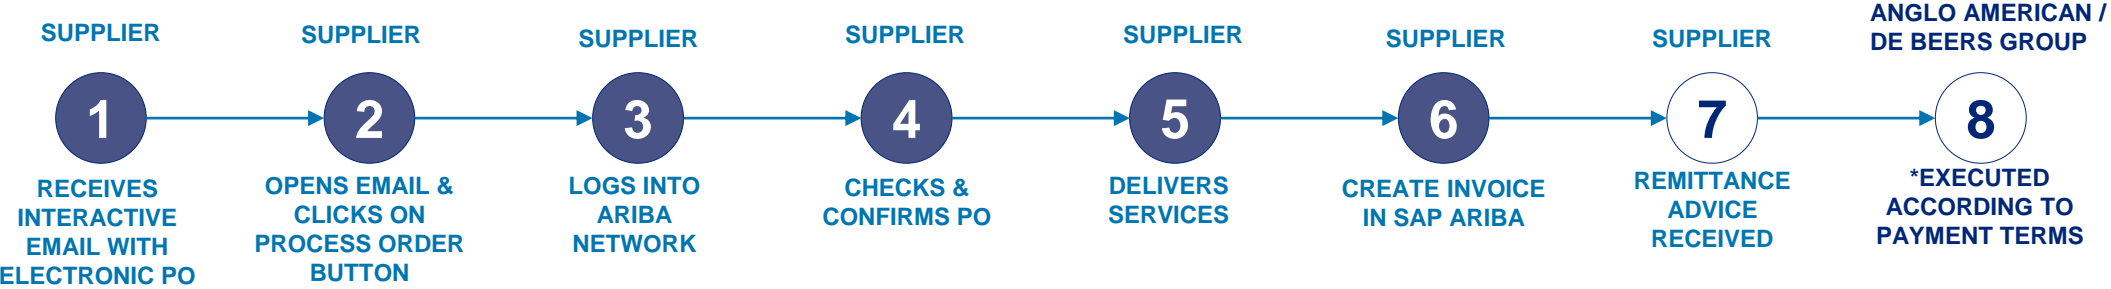 SUPPLIER
1
RECEIVES
INTERACTIVE
EMAIL WITH
ELECTRONIC PO
SUPPLIER
2
OPENS EMAIL &
CLICKS ON
PROCESS ORDER
BUTTON
SUPPLIER
3
LOGS INTO
ARIBA
NETWORK
SUPPLIER
4
CHECKS &
CONFIRMS PO
SUPPLIER
5
DELIVERS
SERVICES
SUPPLIER
6
CREATE INVOICE
IN SAP ARIBA
SUPPLIER
7
REMITTANCE
ADVICE
RECEIVED
ANGLO AMERICAN /
DE BEERS GROUP
8
*EXECUTED
ACCORDING TO
PAYMENT TERMS